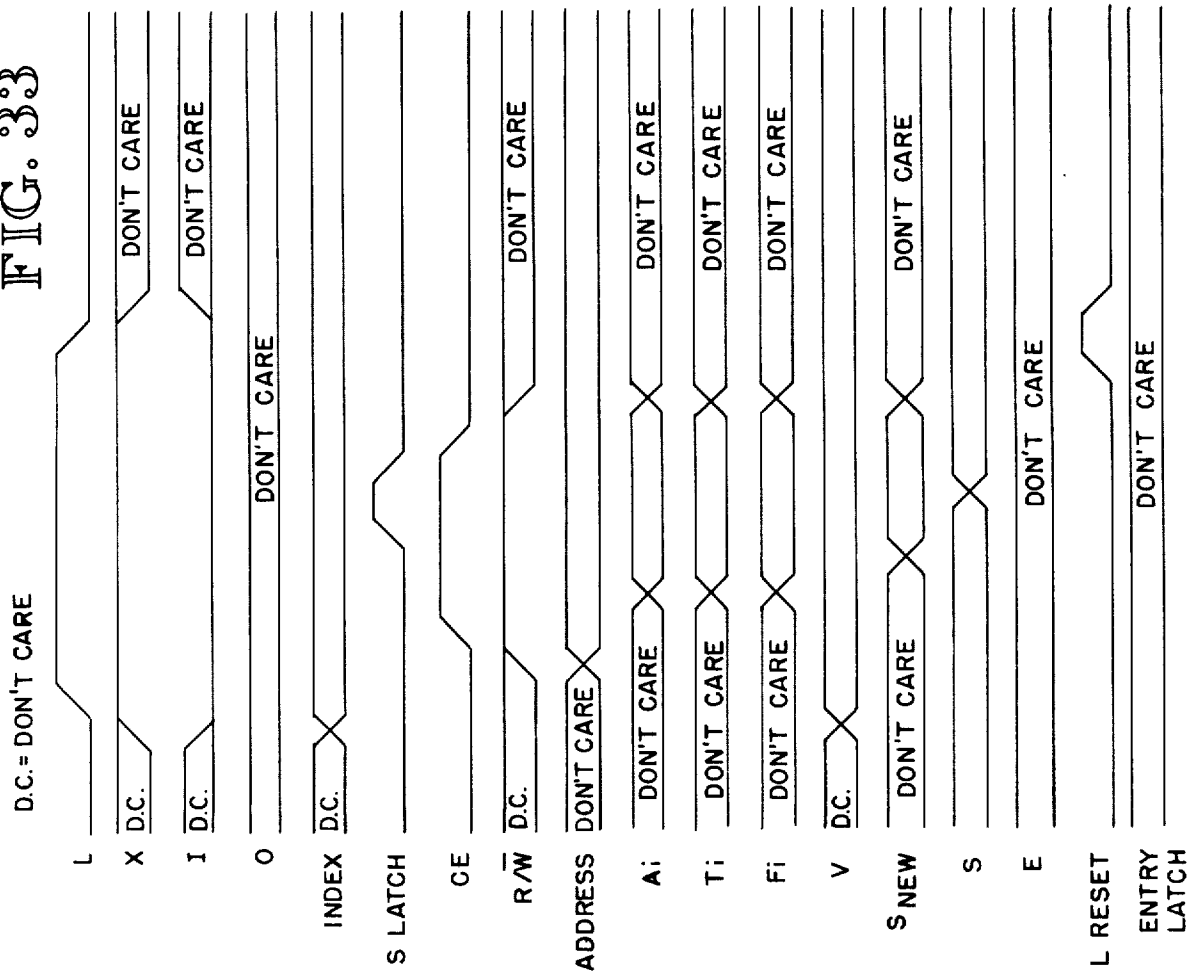 FIG. 33
D.C. = DON'T CARE
L
X D.C. DON'T CARE
I D.C. DON'T CARE
O DON'T CARE
INDEX D.C.
S LATCH
CE
R/W̅ D.C. DON'T CARE
ADDRESS DON'T CARE
Ai DON'T CARE DON'T CARE
Ti DON'T CARE DON'T CARE
Fi DON'T CARE DON'T CARE
V D.C.
S NEW DON'T CARE DON'T CARE
S
E DON'T CARE
L RESET
ENTRY
LATCH DON'T CARE